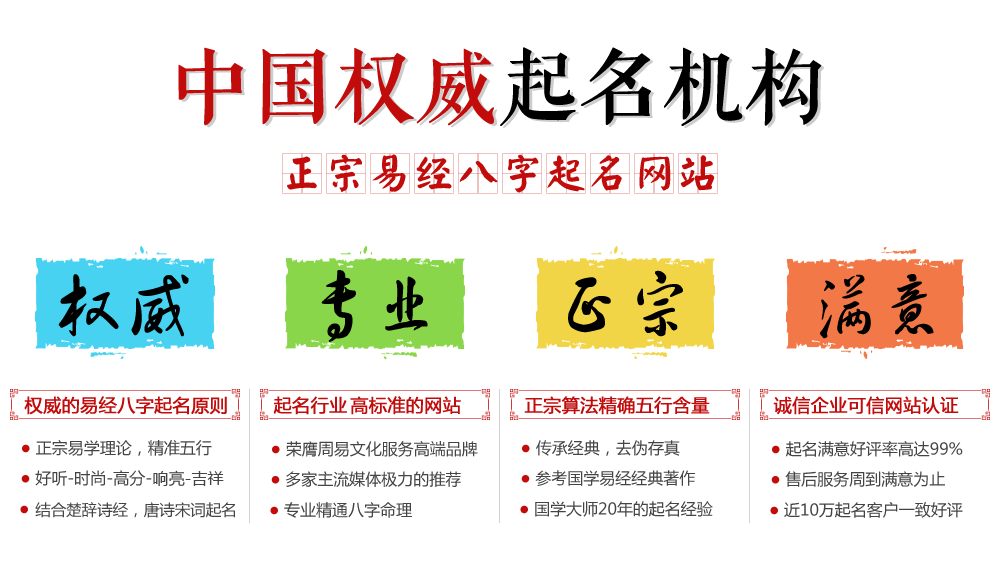 中国权威起名机构
正宗易经八字起名网站
权威
专业
正宗
满意
权威的易经八字起名原则
正宗易学理论，精准五行
好听-时尚-高分-响亮-吉祥
结合楚辞诗经，唐诗宋词起名
起名行业 高标准的网站
荣膺周易文化服务高端品牌
多家主流媒体极力的推荐
专业精通八字命理
正宗算法精确五行含量
传承经典，去伪存真
参考国学易经经典著作
国学大师20年的起名经验
诚信企业可信网站认证
起名满意好评率高达99%
售后服务周到满意为止
近10万起名客户一致好评